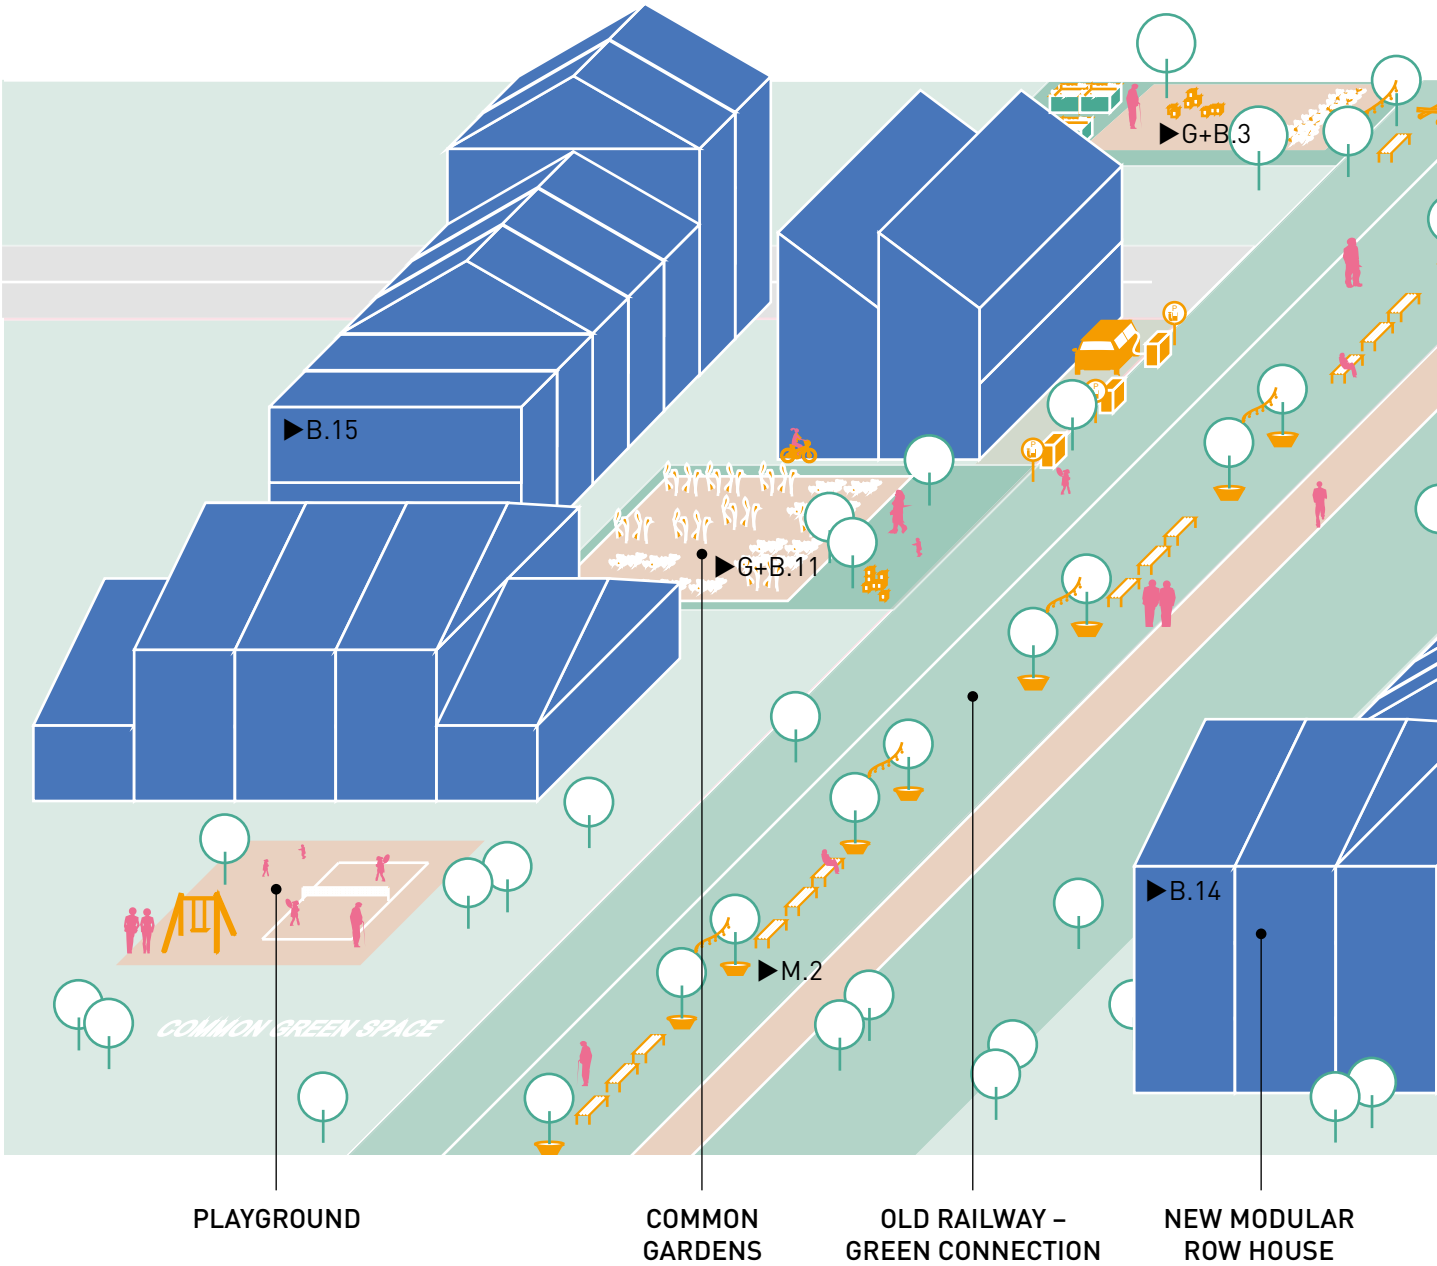 ▶G+B.3
▶B.15
▶G+B.11
▶B.14
▶M.2
COMMON GREEN SPACE
PLAYGROUND
COMMON
GARDENS
OLD RAILWAY –
GREEN CONNECTION
NEW MODULAR
ROW HOUSE